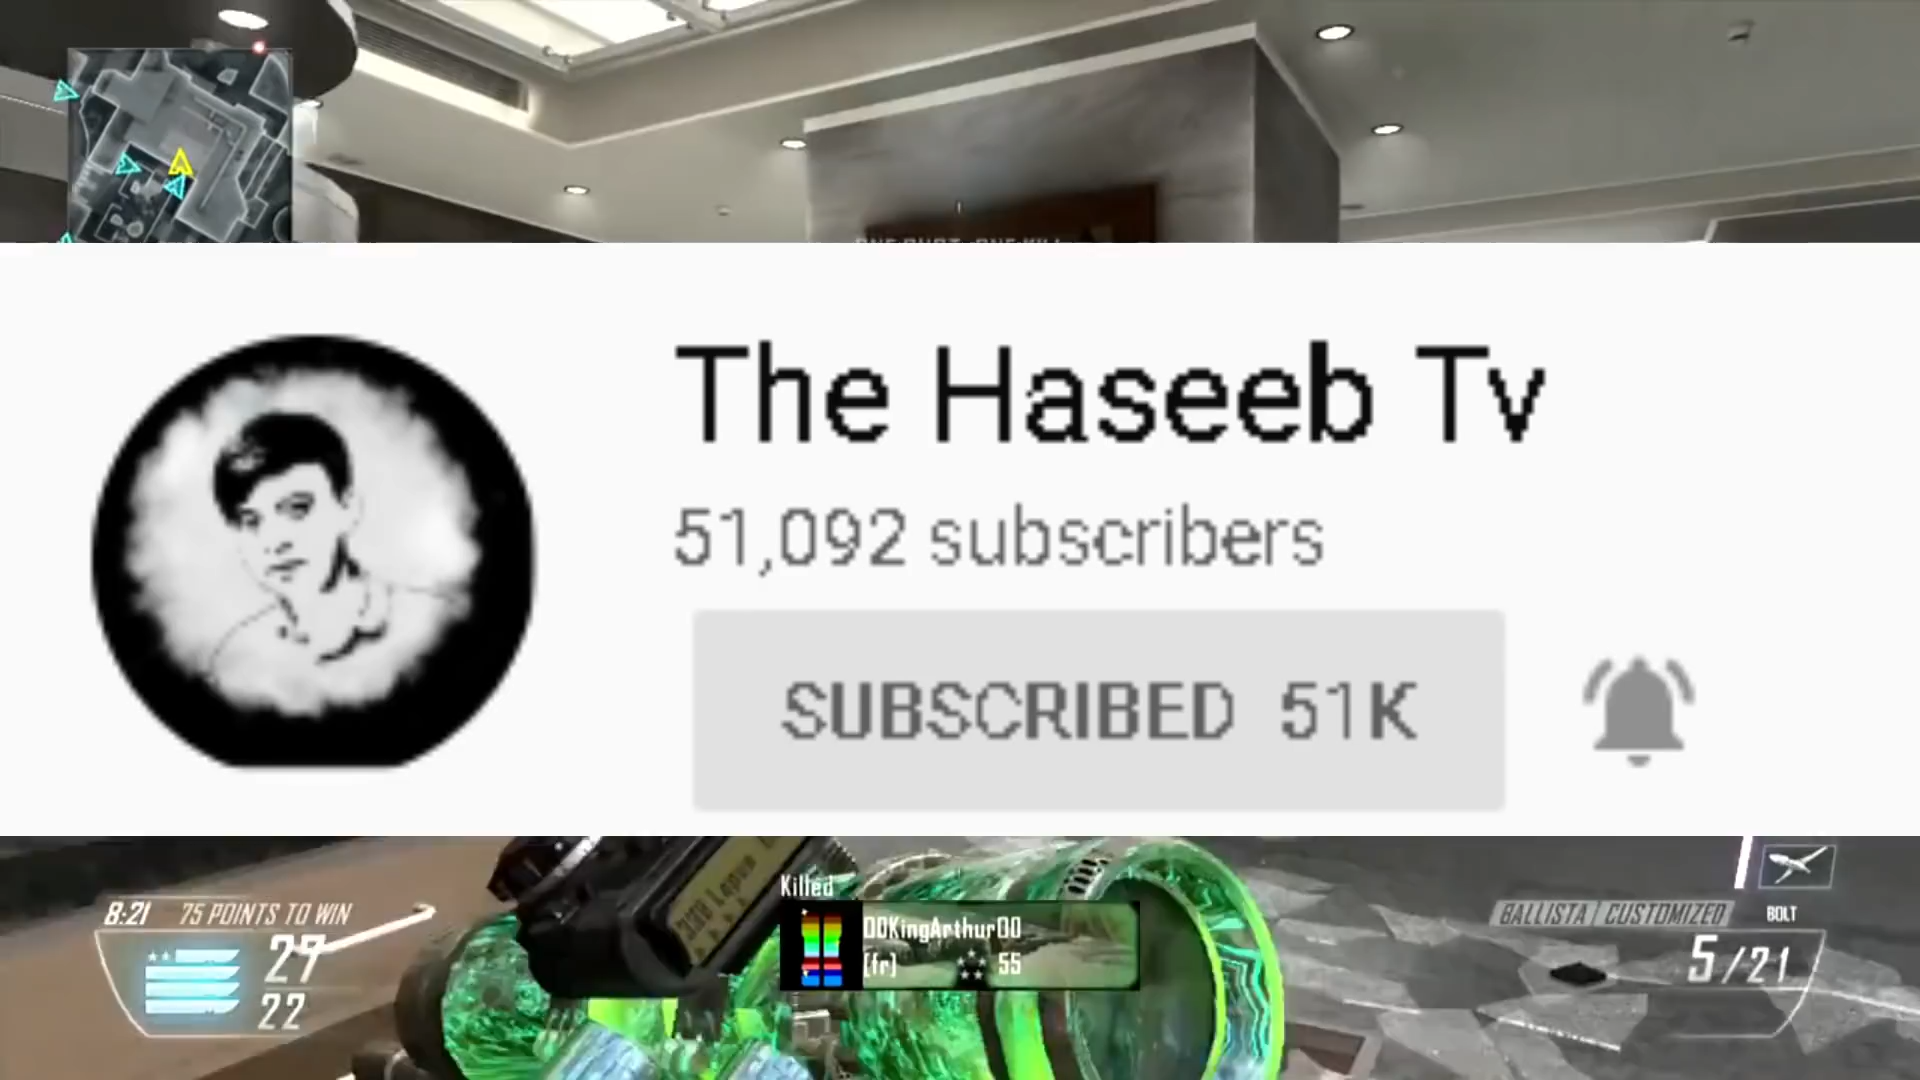 The Haseeb Tv
51,092 subscribers
SUBSCRIBED 51K
8:21 75 POINTS TO WIN
27
22
Killed
00KingArthur00
(fr) 55
BALLISTA CUSTOMIZED
BOLT
5/21